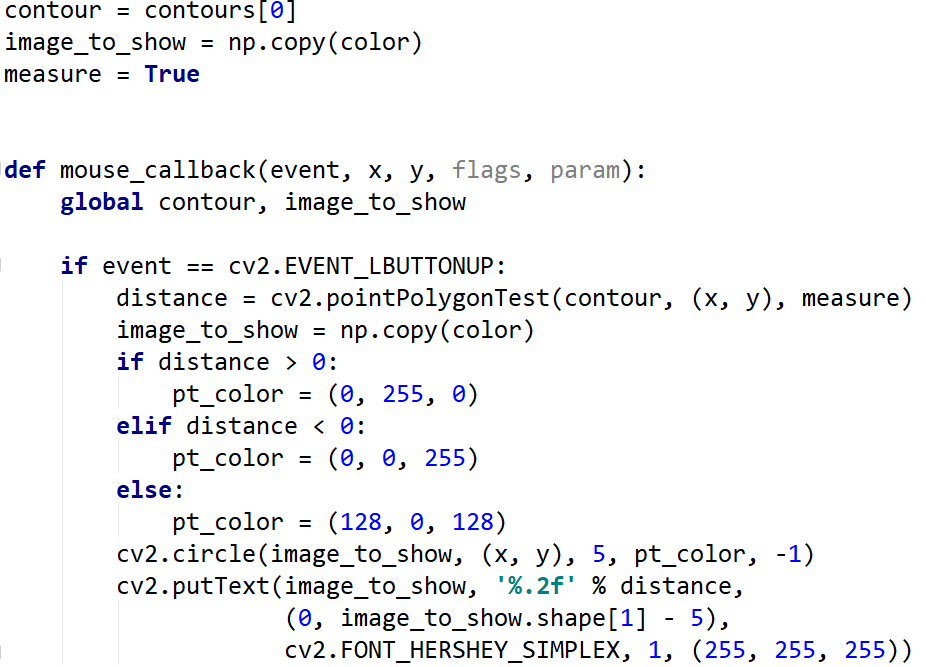 contour = contours[0]
image_to_show = np.copy(color)
measure = True
def mouse_callback(event, x, y, flags, param):
    global contour, image_to_show
    if event == cv2.EVENT_LBUTTONUP:
        distance = cv2.pointPolygonTest(contour, (x, y), measure)
        image_to_show = np.copy(color)
        if distance > 0:
            pt_color = (0, 255, 0)
        elif distance < 0:
            pt_color = (0, 0, 255)
        else:
            pt_color = (128, 0, 128)
        cv2.circle(image_to_show, (x, y), 5, pt_color, -1)
        cv2.putText(image_to_show, '%.2f' % distance,
                    (0, image_to_show.shape[1] - 5),
                    cv2.FONT_HERSHEY_SIMPLEX, 1, (255, 255, 255))